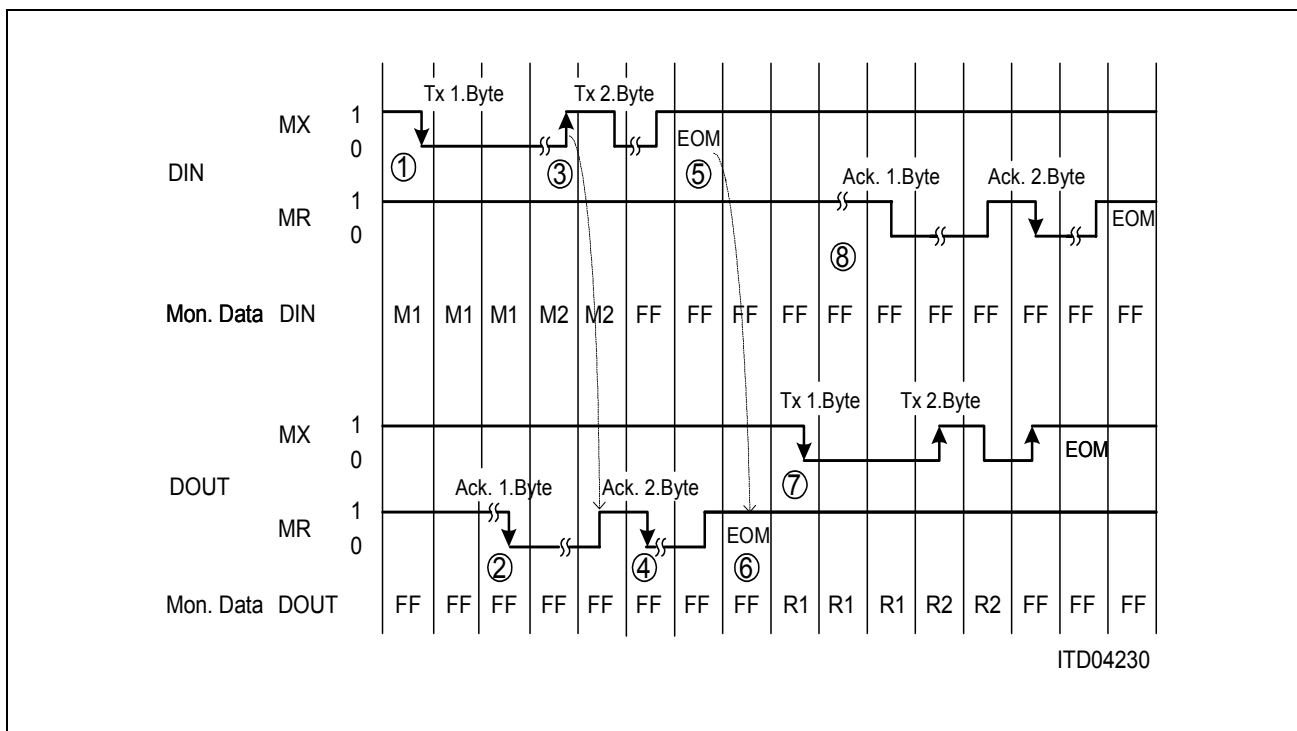 Tx 1.Byte Tx 2.Byte
MX 1
0
EOM
① ③ ⑤
DIN
Ack. 1.Byte Ack. 2.Byte
MR 1
0
EOM
⑧
Mon. Data DIN M1 M1 M1 M2 M2 FF FF FF FF FF FF FF FF FF FF FF
Tx 1.Byte Tx 2.Byte
MX 1
0
EOM
⑦
DOUT
Ack. 1.Byte Ack. 2.Byte
MR 1
0
EOM
② ④ ⑥
Mon. Data DOUT FF FF FF FF FF FF FF FF R1 R1 R1 R2 R2 FF FF FF
ITD04230